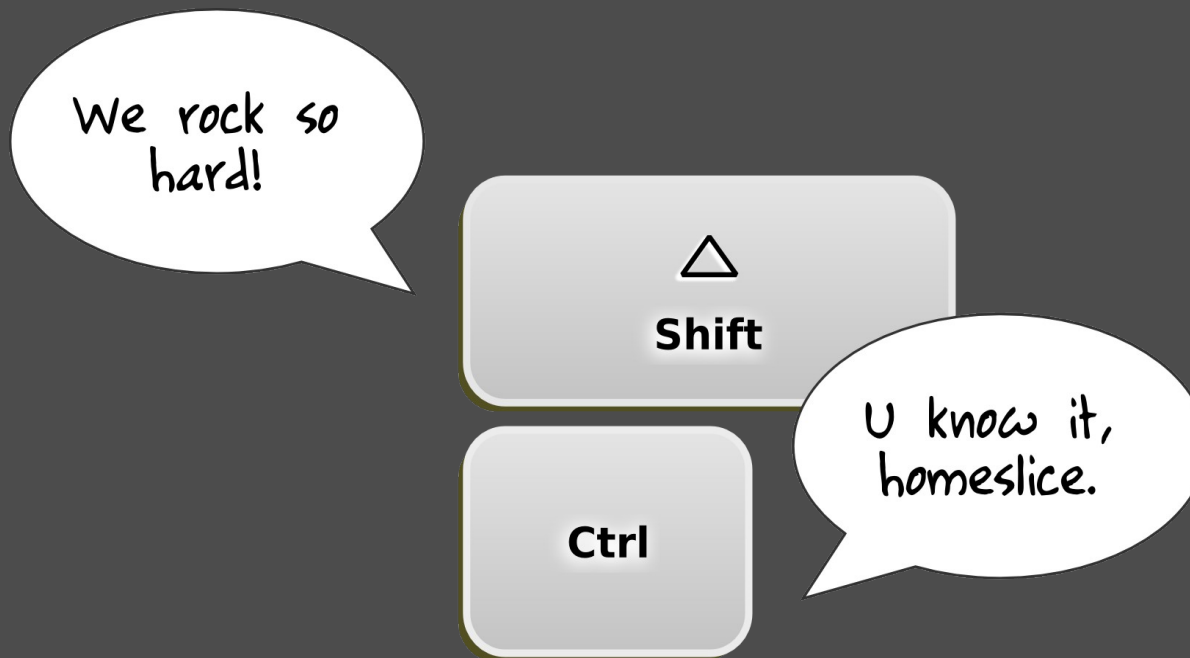 We rock so
hard!
Shift
U know it,
homeslice.
Ctrl